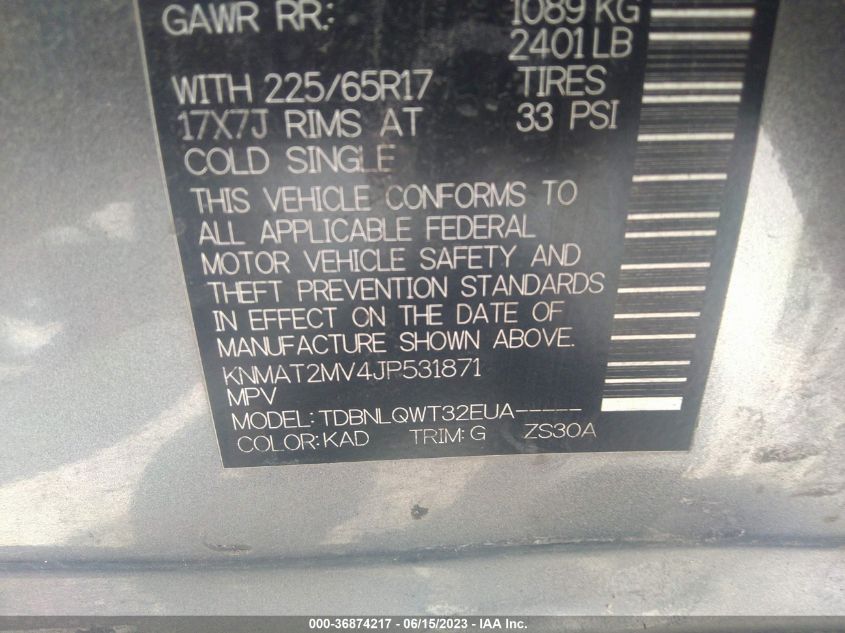 GAWR RR: 1089 KG
2401 LB
WITH 225/65R17 TIRES
17X7J RIMS AT 33 PSI
COLD SINGLE
THIS VEHICLE CONFORMS TO
ALL APPLICABLE FEDERAL
MOTOR VEHICLE SAFETY AND
THEFT PREVENTION STANDARDS
IN EFFECT ON THE DATE OF
MANUFACTURE SHOWN ABOVE.
KNMAT2MV4JP531871
MPV
MODEL: TDBNLQWT32EUA-----
COLOR: KAD TRIM: G ZS30A
000-36874217 - 06/15/2023 - IAA Inc.